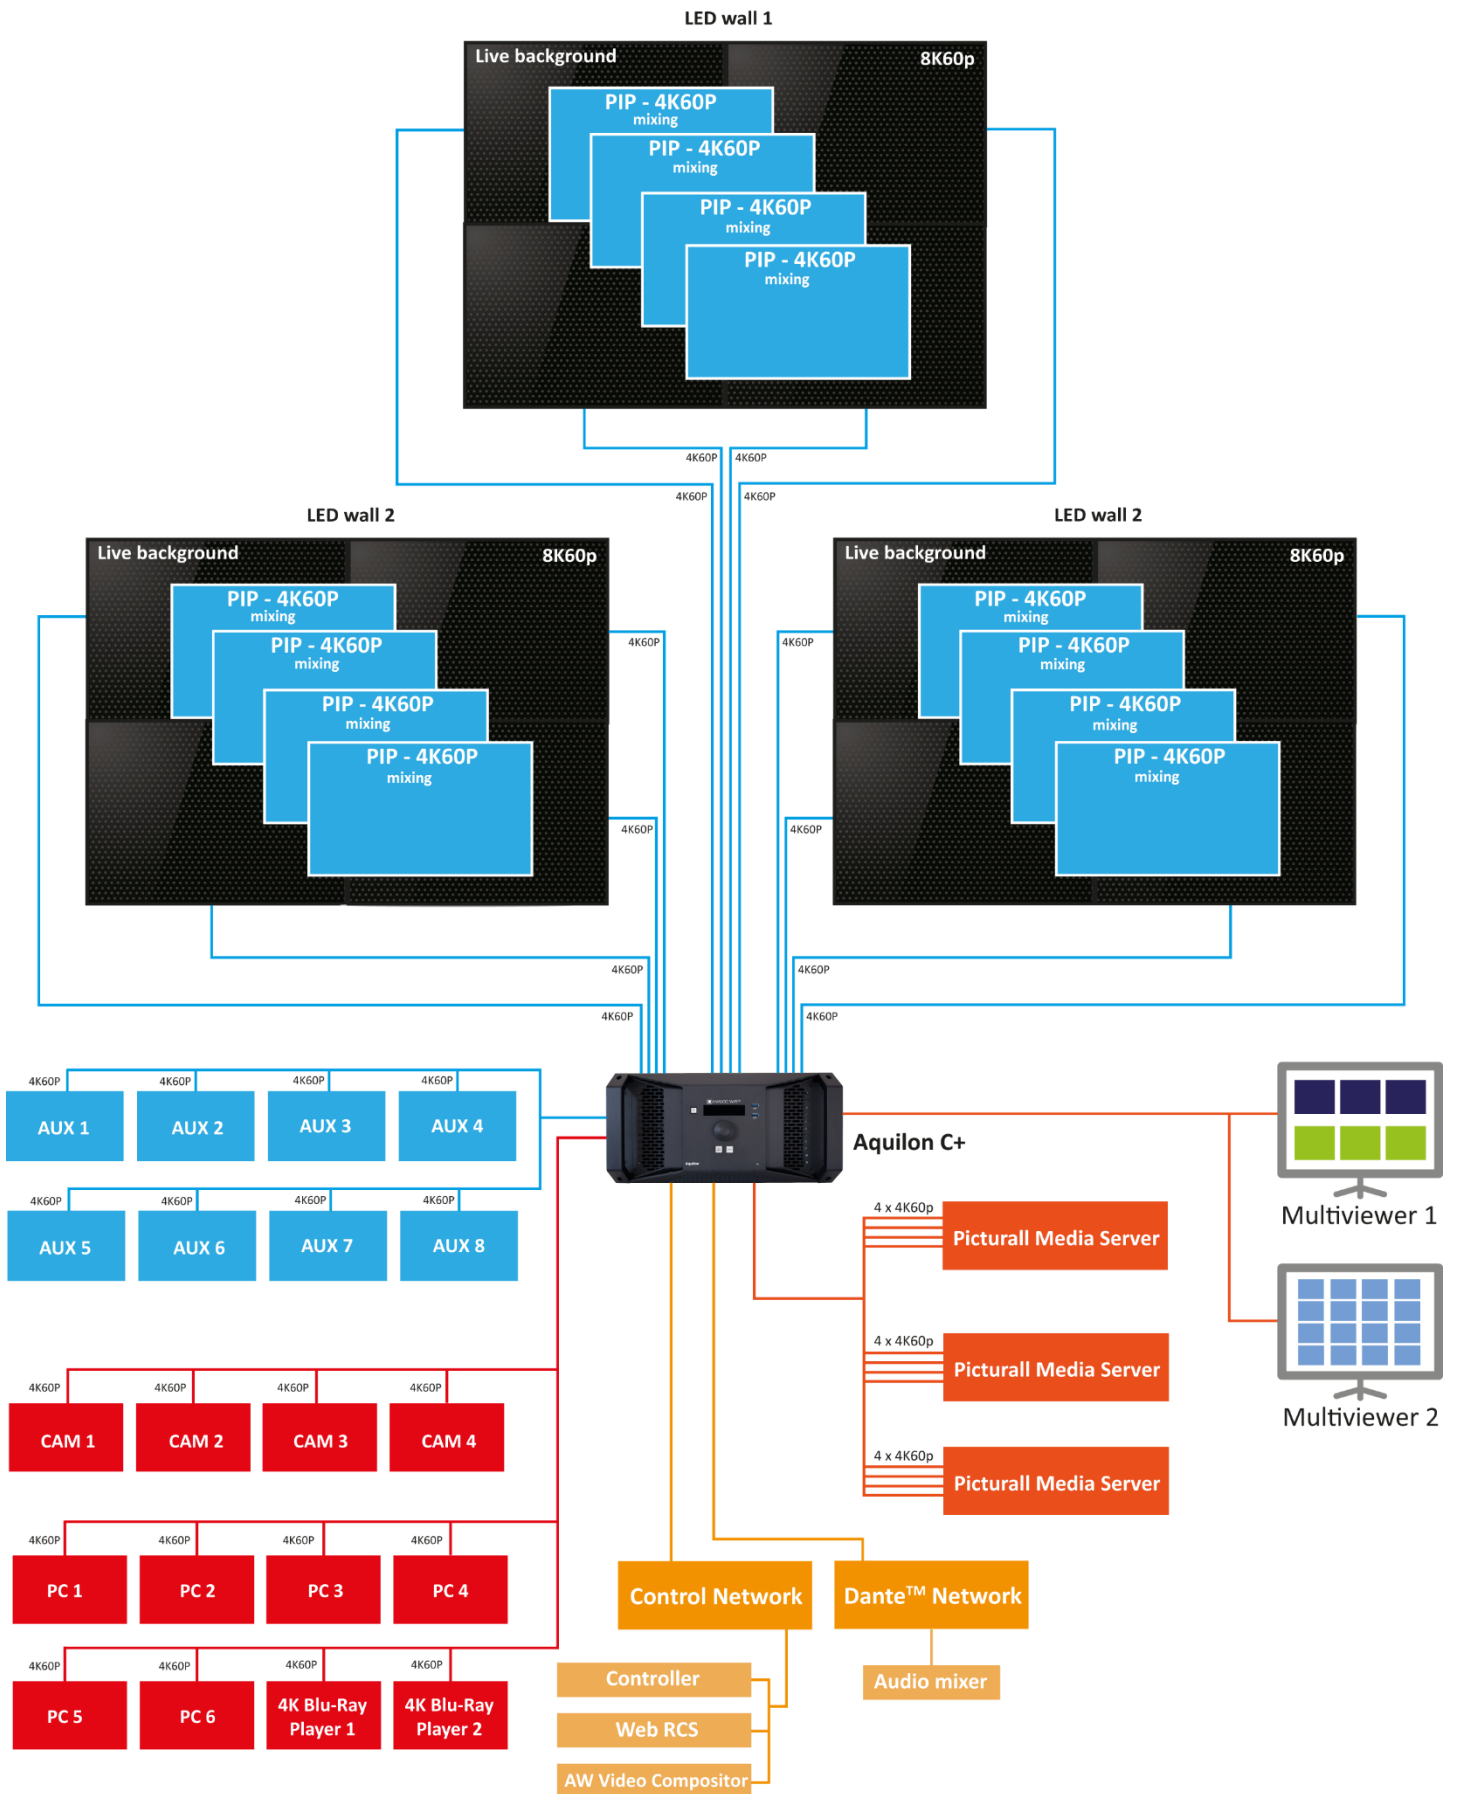 LED wall 1
Live background
8K60p
PIP - 4K60P
mixing
PIP - 4K60P
mixing
PIP - 4K60P
mixing
PIP - 4K60P
mixing
4K60P
4K60P
4K60P
4K60P
LED wall 2
Live background
8K60p
PIP - 4K60P
mixing
PIP - 4K60P
mixing
PIP - 4K60P
mixing
PIP - 4K60P
mixing
4K60P
4K60P
4K60P
4K60P
LED wall 2
Live background
8K60p
PIP - 4K60P
mixing
PIP - 4K60P
mixing
PIP - 4K60P
mixing
PIP - 4K60P
mixing
4K60P
4K60P
4K60P
4K60P
Aquilon C+
4K60P
4K60P
4K60P
4K60P
AUX 1
AUX 2
AUX 3
AUX 4
4K60P
4K60P
4K60P
4K60P
AUX 5
AUX 6
AUX 7
AUX 8
4K60P
4K60P
4K60P
4K60P
CAM 1
CAM 2
CAM 3
CAM 4
4K60P
4K60P
4K60P
4K60P
PC 1
PC 2
PC 3
PC 4
4K60P
4K60P
4K60P
4K60P
PC 5
PC 6
4K Blu-Ray
Player 1
4K Blu-Ray
Player 2
4 x 4K60p
Picturall Media Server
4 x 4K60p
Picturall Media Server
4 x 4K60p
Picturall Media Server
Multiviewer 1
Multiviewer 2
Control Network
Controller
Web RCS
AW Video Compositor
Dante™ Network
Audio mixer